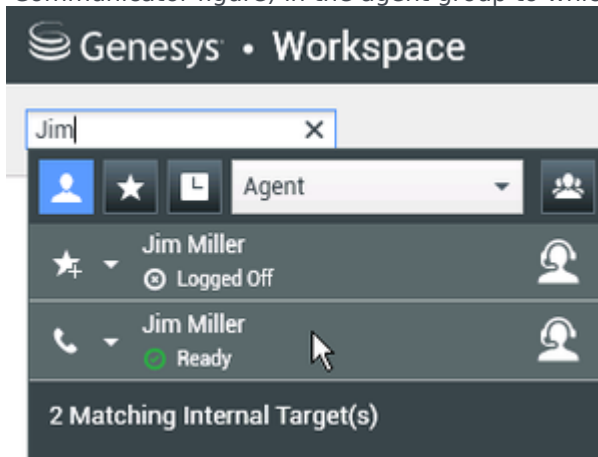 Communicator figure) in the agent group to whic
Genesys • Workspace
Jim
Agent
Jim Miller
Logged Off
Jim Miller
Ready
2 Matching Internal Target(s)